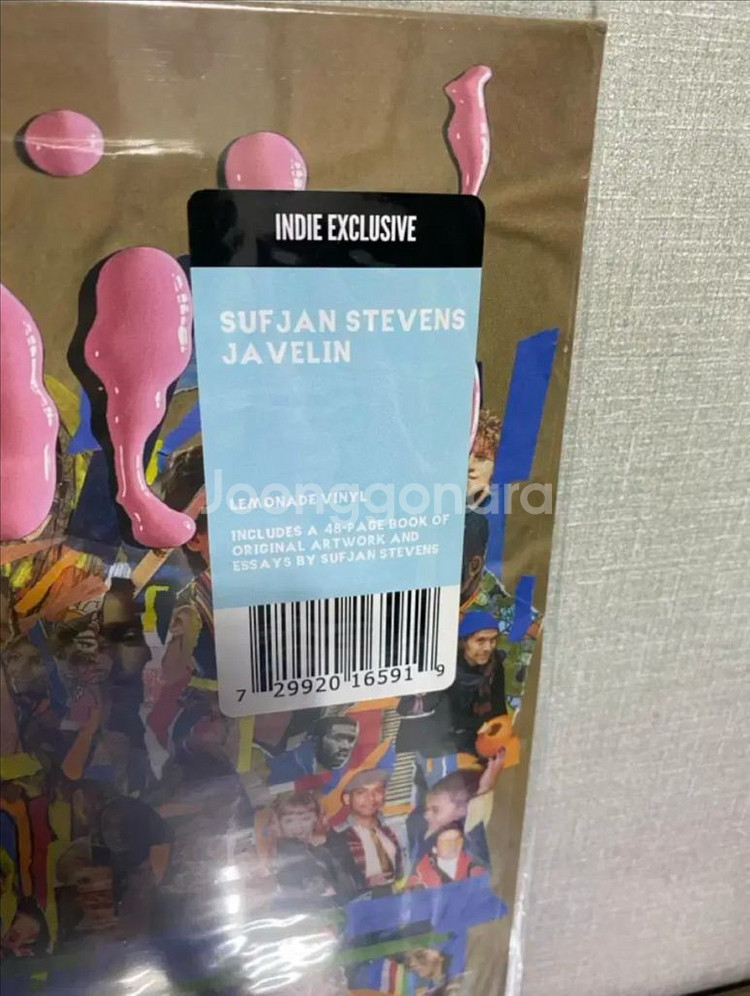 INDIE EXCLUSIVE
SUFJAN STEVENS
JAVELIN
LEMONADE VINYL
Joonggonara
INCLUDES A 48-PAGE BOOK OF
ORIGINAL ARTWORK AND
ESSAYS BY SUFJAN STEVENS
7 29920 16591 9